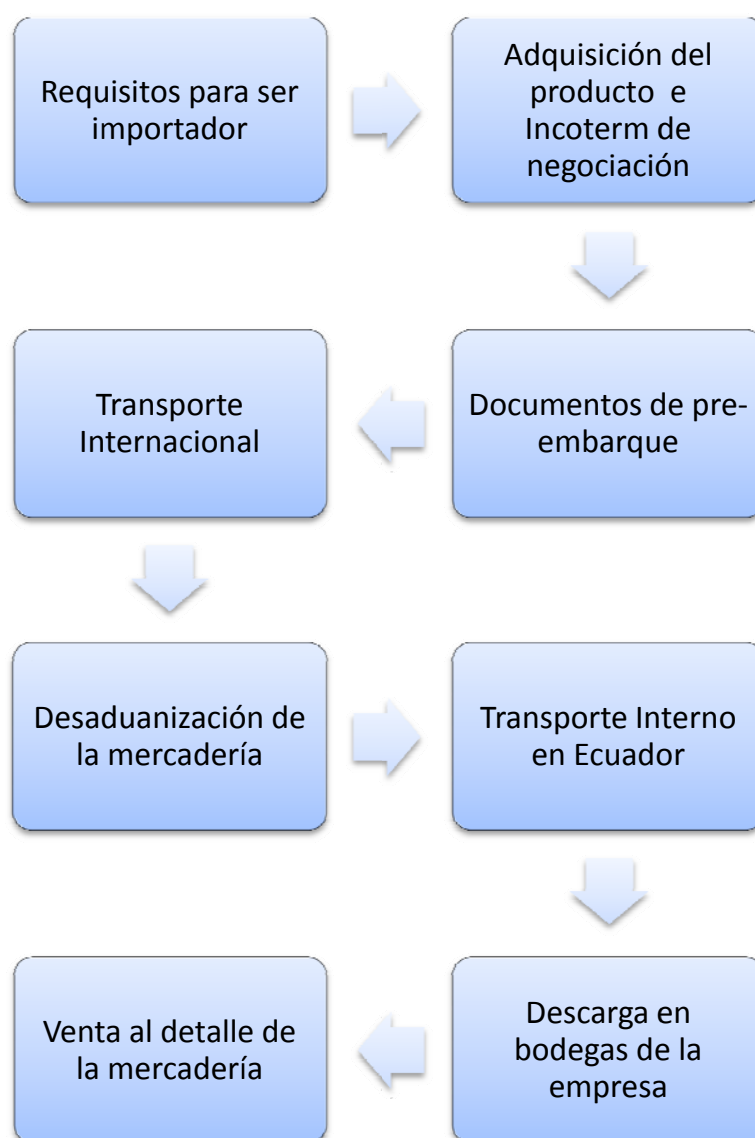 Requisitos para ser
importador
Adquisición del
producto e
Incoterm de
negociación
Documentos de pre-
embarque
Transporte
Internacional
Desaduanización de
la mercadería
Transporte Interno
en Ecuador
Descarga en
bodegas de la
empresa
Venta al detalle de
la mercadería